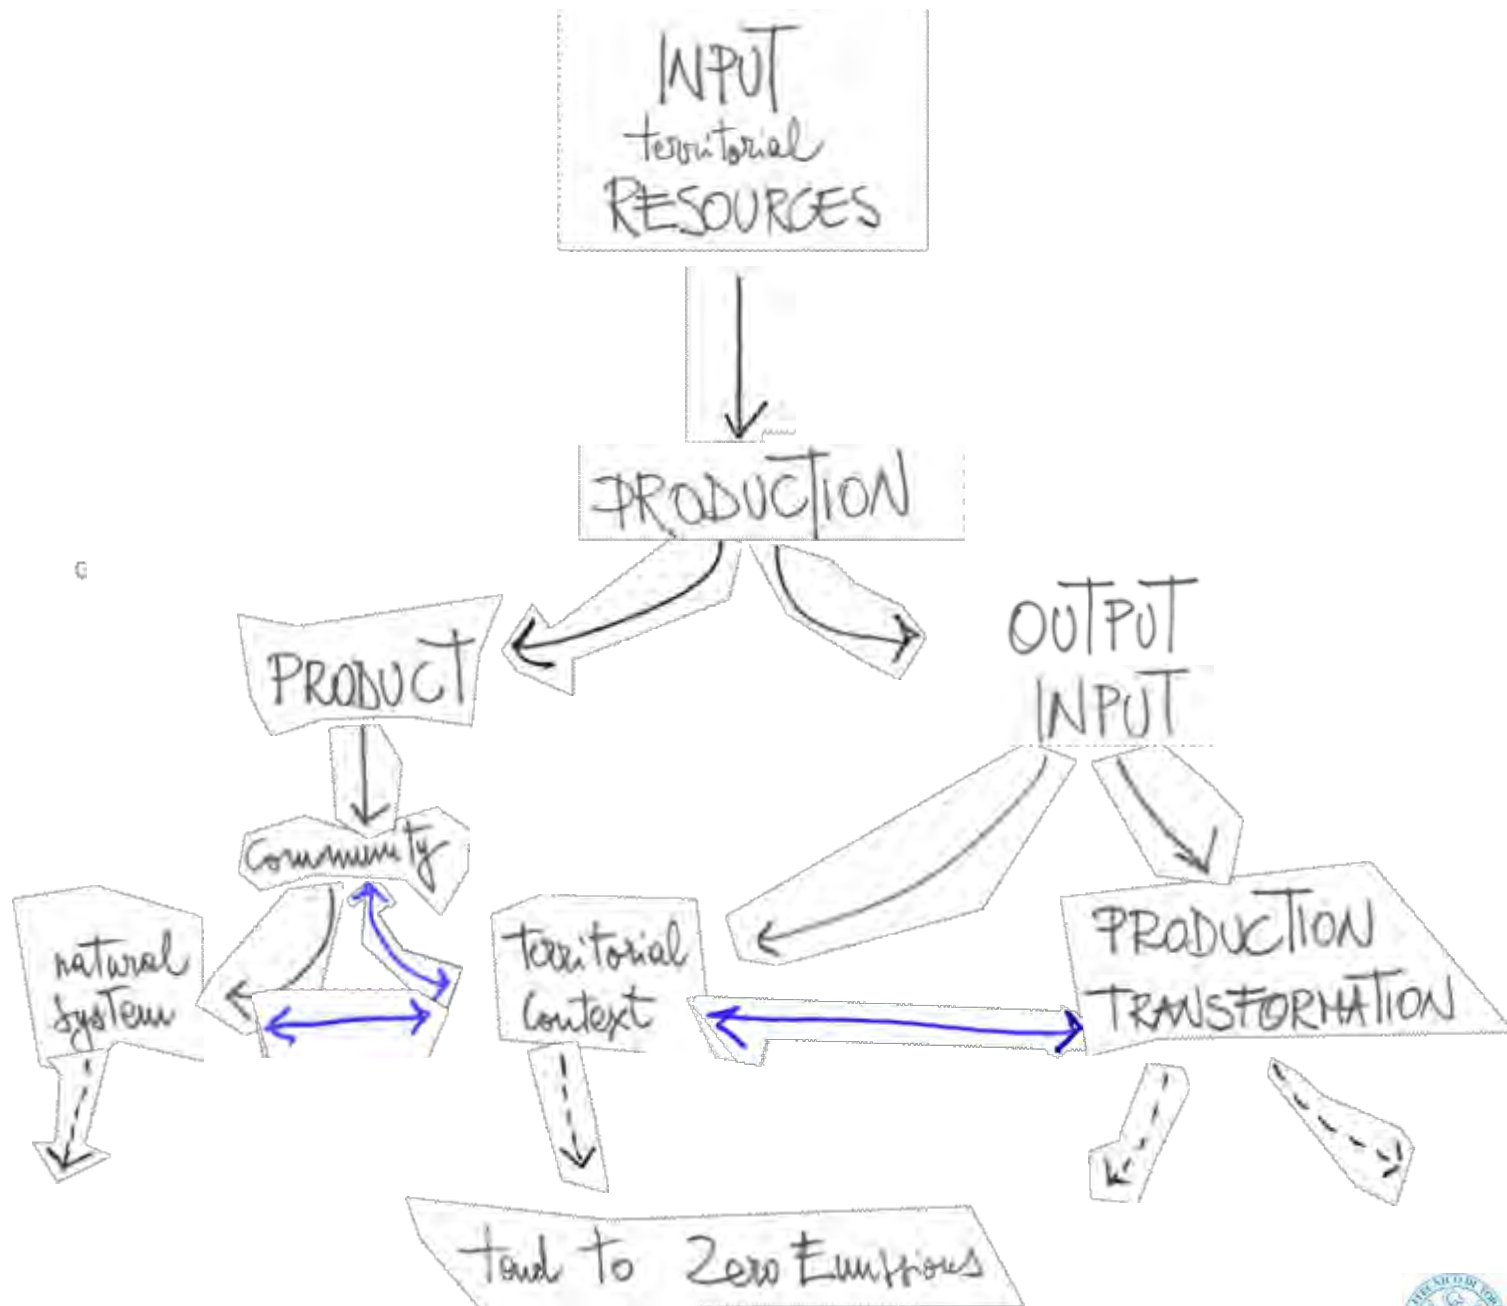 INPUT
territorial
RESOURCES
PRODUCTION
G
PRODUCT
OUTPUT
INPUT
Community
natural
system
territorial
Context
PRODUCTION
TRANSFORMATION
tend to Zero Emissions